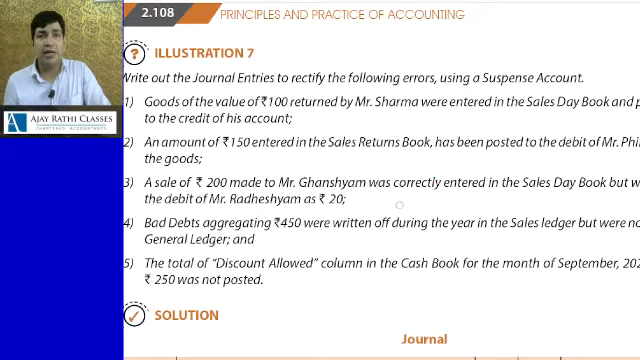 2.108 PRINCIPLES AND PRACTICE OF ACCOUNTING
? ILLUSTRATION 7
Write out the Journal Entries to rectify the following errors, using a Suspense Account.
1) Goods of the value of ₹100 returned by Mr. Sharma were entered in the Sales Day Book and p
to the credit of his account;
2) An amount of ₹150 entered in the Sales Returns Book, has been posted to the debit of Mr. Phi
the goods;
3) A sale of ₹ 200 made to Mr. Ghanshyam was correctly entered in the Sales Day Book but w
the debit of Mr. Radheshyam as ₹ 20;
4) Bad Debts aggregating ₹450 were written off during the year in the Sales ledger but were no
General Ledger; and
5) The total of "Discount Allowed" column in the Cash Book for the month of September, 202
₹ 250 was not posted.
SOLUTION
Journal
AJAY RATHI CLASSES
CHARTERED ACCOUNTANTS